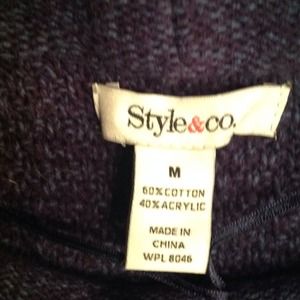 Style&co.
M
60%COTTON
40%ACRYLIC
MADE IN
CHINA
WPL 8046